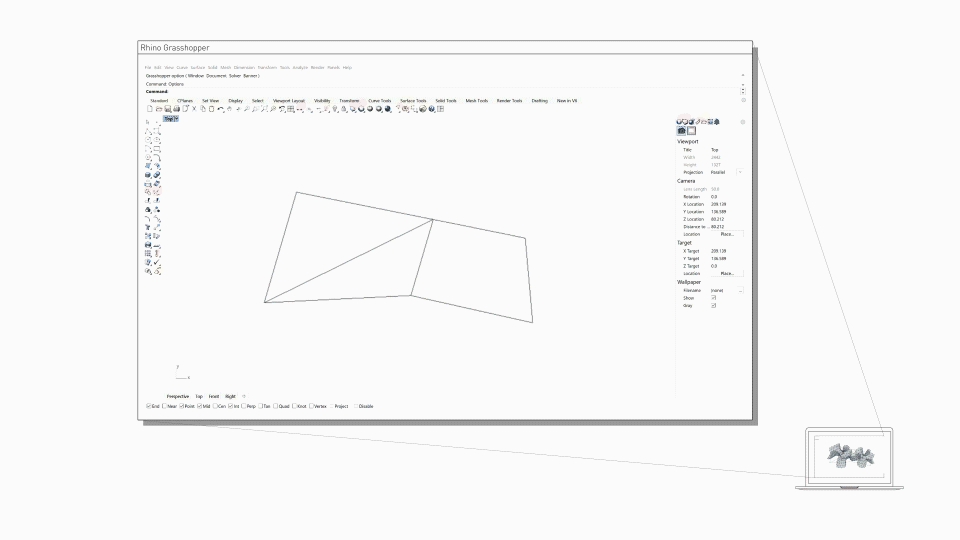 Rhino Grasshopper
File Edit View Curve Surface Solid Mesh Dimension Transform Tools Analyze Render Panels Help
Grasshopper option ( Window Document Solver Banner )
Command: Options
Command:
Standard CPlanes Set View Display Select Viewport Layout Visibility Transform Curve Tools Surface Tools Solid Tools Mesh Tools Render Tools Drafting New in V6
Top
Viewport
Title Top
Width 2442
Height
Projection Parallel
Camera
Lens Length 50.0
Rotation 0.0
X Location 209.139
Y Location 136.589
Z Location 80.212
Distance to .. 80.212
Location Place...
Target
X Target 209.139
Y Target 136.589
Z Target 0.0
Location Place...
Wallpaper
Filename (none) ...
Show
Gray
y
x
Perspective Top Front Right
End Near Point Mid Cen Int Perp Tan Quad Knot Vertex Project Disable